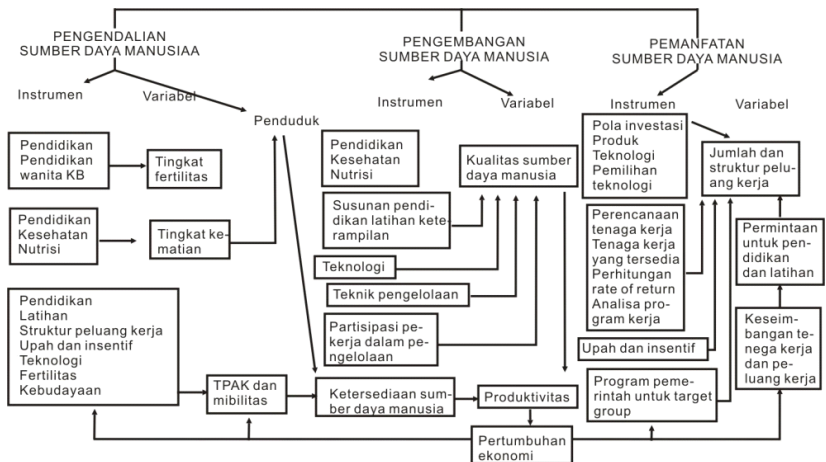 PENGENDALIAN
SUMBER DAYA MANUSIAA
Instrumen
Variabel
Penduduk
Pendidikan
Pendidikan
wanita KB
Tingkat
fertilitas
Pendidikan
Kesehatan
Nutrisi
Tingkat ke-
matian
Pendidikan
Latihan
Struktur peluang kerja
Upah dan insentif
Teknologi
Fertilitas
Kebudayaan
TPAK dan
mibilitas
PENGEMBANGAN
SUMBER DAYA MANUSIA
Instrumen
Variabel
Pendidikan
Kesehatan
Nutrisi
Kualitas sumber
daya manusia
Susunan pendi-
dikan latihan kete-
rampilan
Teknologi
Teknik pengelolaan
Partisipasi pe-
kerja dalam pe-
ngelolaan
Ketersediaan sum-
ber daya manusia
Produktivitas
Pertumbuhan
ekonomi
PEMANFATAN
SUMBER DAYA MANUSIA
Instrumen
Variabel
Pola investasi
Produk
Teknologi
Pemilihan
teknologi
Jumlah dan
struktur pelu-
ang kerja
Perencanaan
tenaga kerja
Tenaga kerja
yang tersedia
Perhitungan
rate of return
Analisa pro-
gram kerja
Permintaan
untuk pen-
didikan
dan latihan
Upah dan insentif
Keseim-
bangan te-
nega kerja
dan pe-
luang kerja
Program peme-
rintah untuk target
group